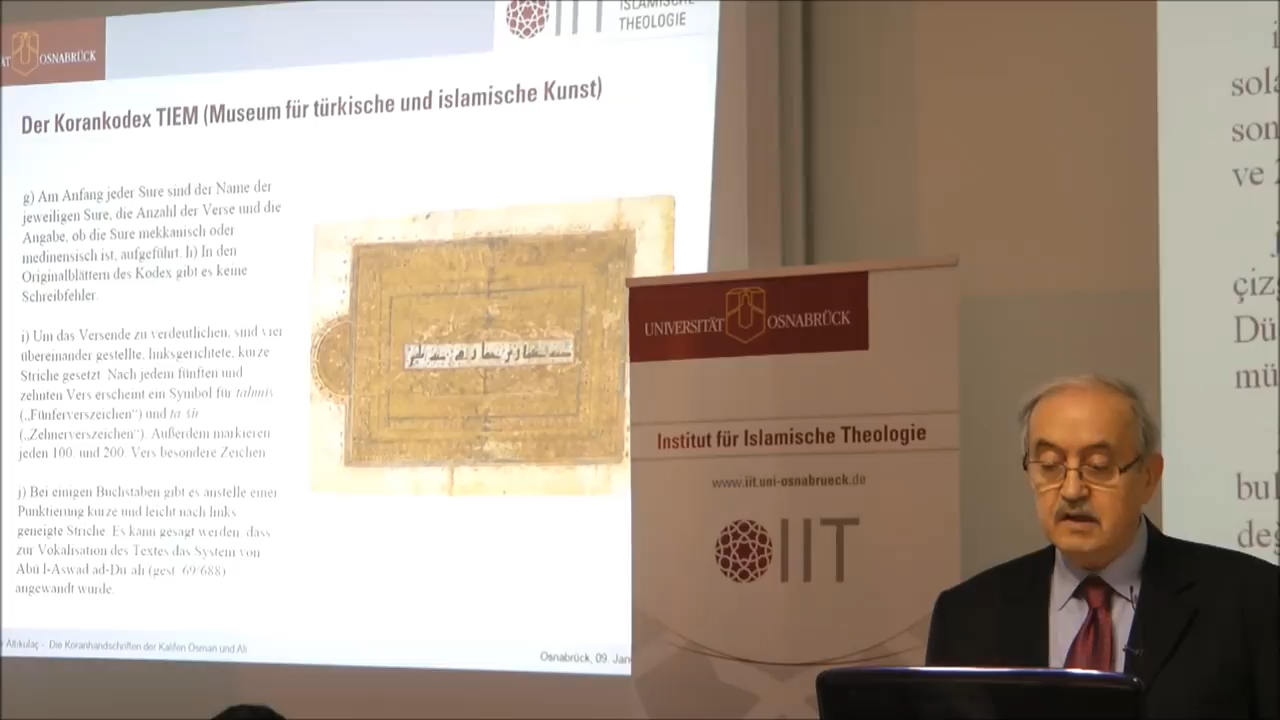 OSNABRÜCK
IIT
ISLAMISCHE
THEOLOGIE
Der Korankodex TIEM (Museum für türkische und islamische Kunst)
g) Am Anfang jeder Sure sind der Name der
jeweiligen Sure, die Anzahl der Verse und die
Angabe, ob die Sure mekkanisch oder
medinensisch ist, aufgeführt. h) In den
Originalblättern des Kodex gibt es keine
Schreibfehler.
i) Um das Versende zu verdeutlichen, sind vier
übereinander gestellte, linksgerichtete, kurze
Striche gesetzt. Nach jedem fünften und
zehnten Vers erscheint ein Symbol für
(„Fünferverszeichen“) und
(„Zehnerverszeichen“). Außerdem markieren
jeden 100. und 200. Vers besondere Zeichen
j) Bei einigen Buchstaben gibt es anstelle einer
Punktierung kurze und leicht nach links
geneigte Striche. Es kann gesagt werden, dass
zur Vokalisation des Textes das System von
Abū l-Aswad ad-Du'alī (gest. 69/688)
angewandt wurde.
Altıkulaç - Die Koranhandschriften der Kalifen Osman und Ali
Osnabrück, 09. Jan
UNIVERSITÄT OSNABRÜCK
Institut für Islamische Theologie
www.iit.uni-osnabrueck.de
IIT
sola
son
ve 2
çiz
Dü
mü
bul
değ